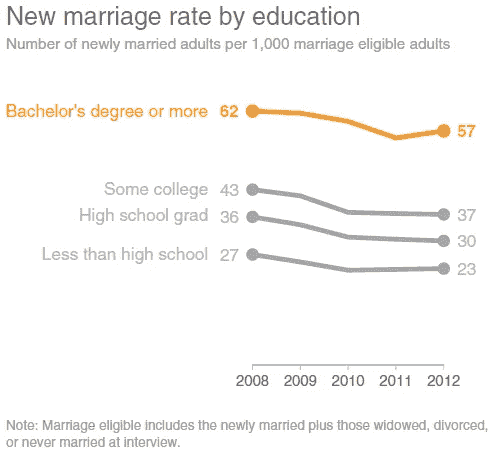 New marriage rate by education
Number of newly married adults per 1,000 marriage eligible adults
Bachelor's degree or more 62
57
Some college 43
37
High school grad 36
30
Less than high school 27
23
2008 2009 2010 2011 2012
Note: Marriage eligible includes the newly married plus those widowed, divorced,
or never married at interview.